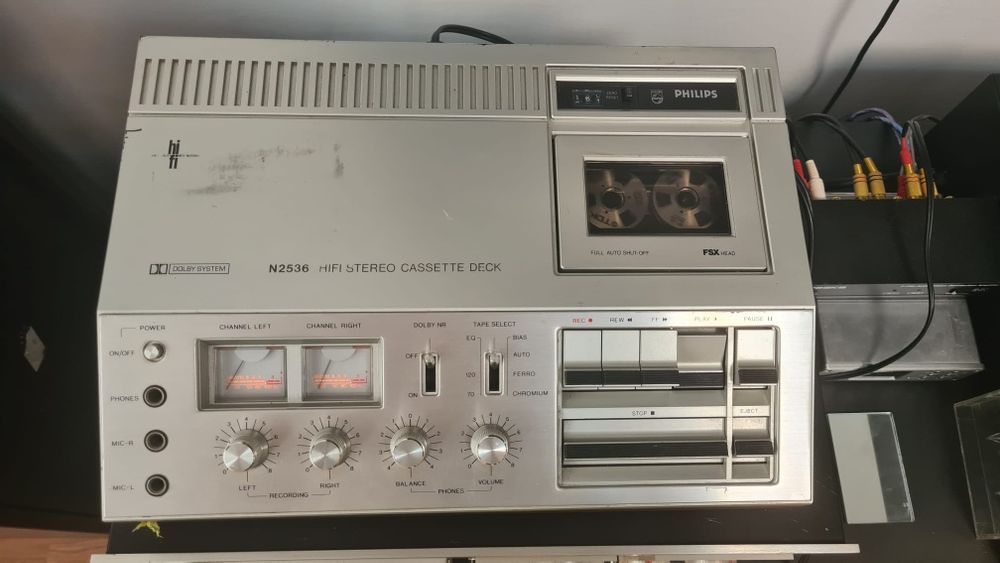 ZERO RESET
PHILIPS
hi
fi
FULL AUTO SHUT-OFF
FSX HEAD
DOLBY SYSTEM
N2536 HIFI STEREO CASSETTE DECK
POWER
ON/OFF
PHONES
MIC-R
MIC-L
CHANNEL LEFT
CHANNEL RIGHT
DOLBY NR
OFF
ON
TAPE SELECT
EQ
BIAS
AUTO
120
FERRO
70
CHROMIUM
LEFT
RIGHT
RECORDING
BALANCE
VOLUME
PHONES
REC
REW
FF
PLAY
PAUSE
STOP
EJECT